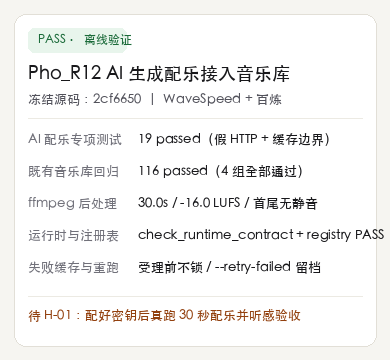 PASS · 离线验证
Pho_R12 AI 生成配乐接入音乐库
冻结源码：2cf6650 | WaveSpeed + 百炼
AI 配乐专项测试 19 passed（假 HTTP + 缓存边界）
既有音乐库回归 116 passed（4 组全部通过）
ffmpeg 后处理 30.0s / -16.0 LUFS / 首尾无静音
运行时与注册表 check_runtime_contract + registry PASS
失败缓存与重跑 受理前不锁 / --retry-failed 留档
待 H-01：配好密钥后真跑 30 秒配乐并听感验收